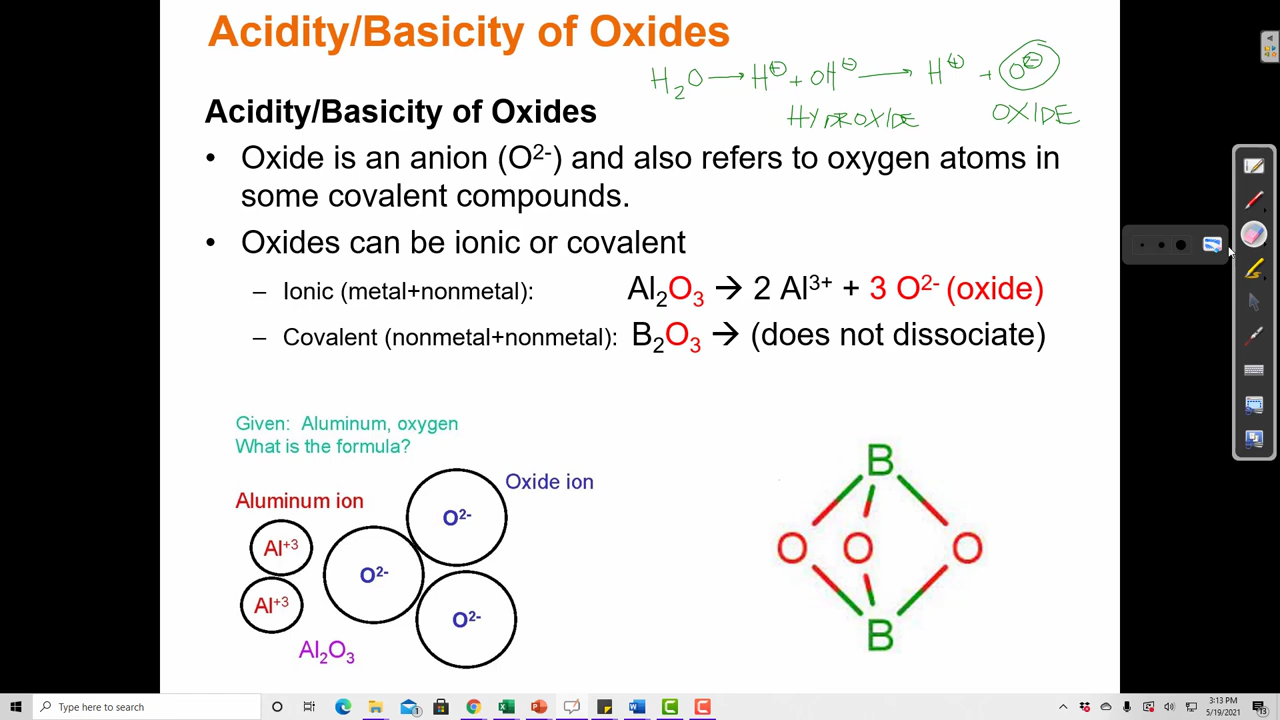 Acidity/Basicity of Oxides
H₂O → H⊕ + OH⊖ → H⊕ + O²⁻
HYDROXIDE OXIDE
Acidity/Basicity of Oxides
• Oxide is an anion (O²⁻) and also refers to oxygen atoms in
some covalent compounds.
• Oxides can be ionic or covalent
– Ionic (metal+nonmetal): Al₂O₃ → 2 Al³⁺ + 3 O²⁻ (oxide)
– Covalent (nonmetal+nonmetal): B₂O₃ → (does not dissociate)
Given: Aluminum, oxygen
What is the formula?
Aluminum ion
Oxide ion
O²⁻
Al⁺³
O²⁻
Al⁺³
O²⁻
Al₂O₃
B
O O O
B
Type here to search
3:13 PM
5/19/2021